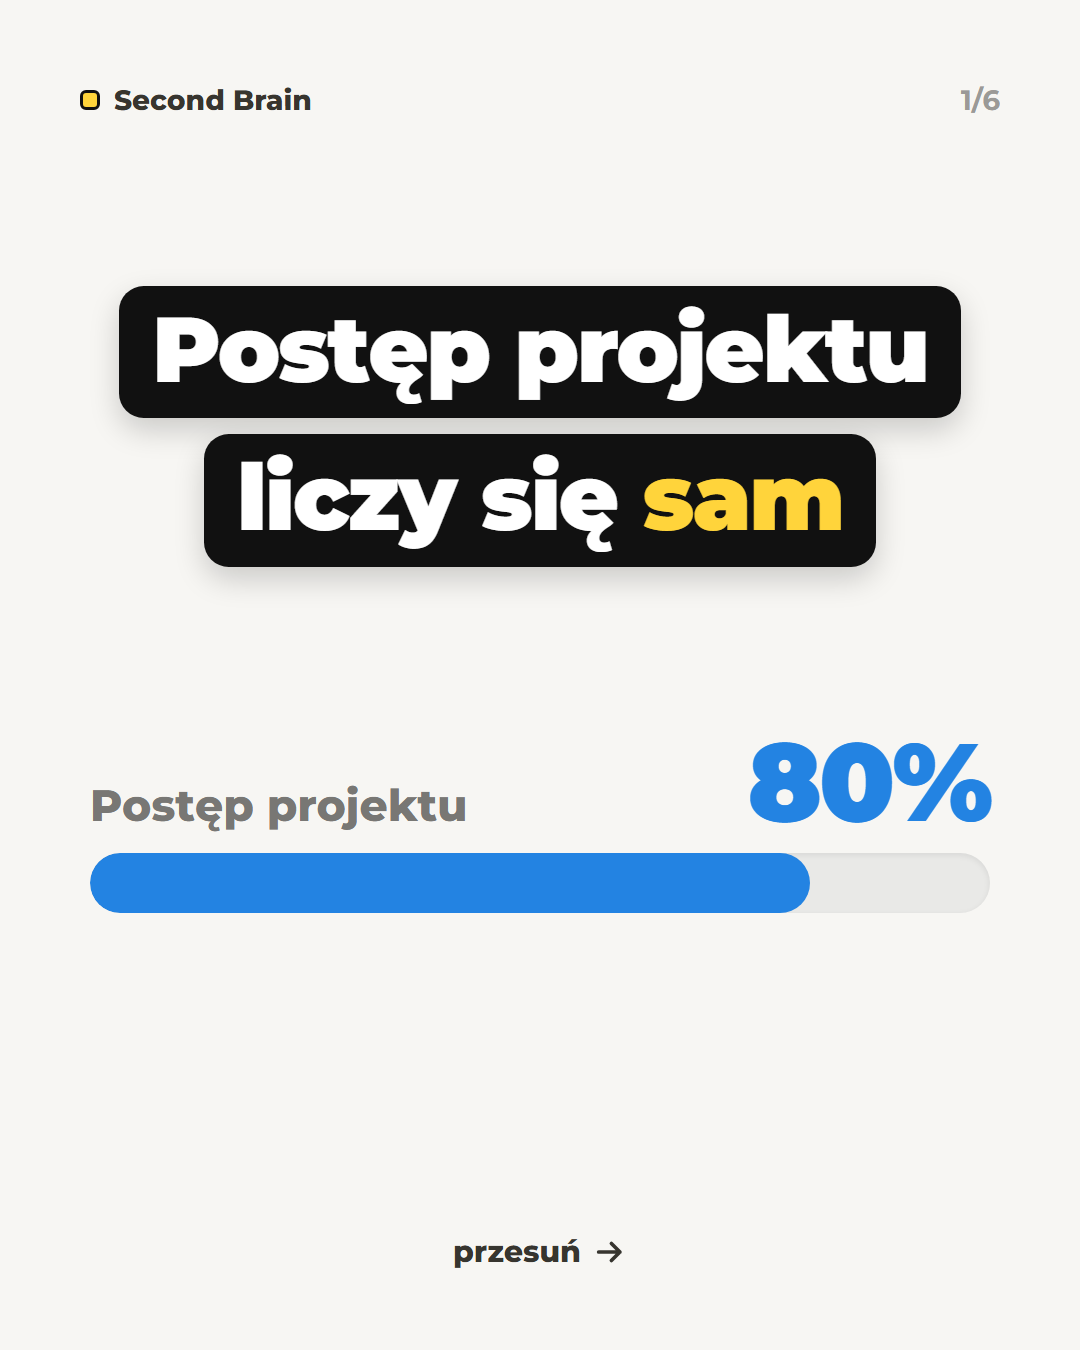 Second Brain
1/6
Postęp projektu
liczy się sam
Postęp projektu
80%
przesuń →